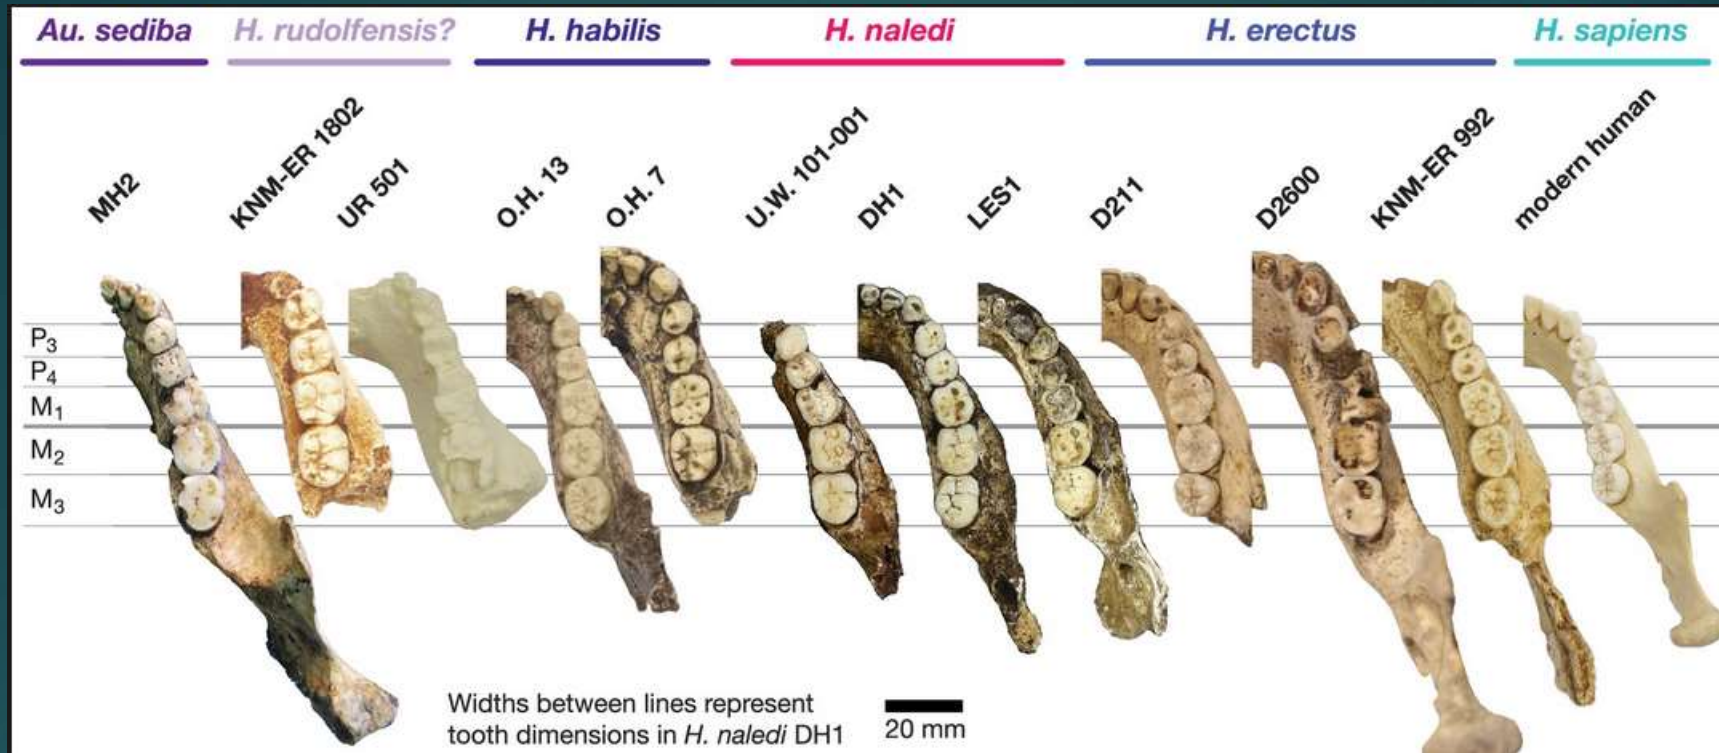 Au. sediba
H. rudolfensis?
H. habilis
H. naledi
H. erectus
H. sapiens
MH2
KNM-ER 1802
UR 501
O.H. 13
O.H. 7
U.W. 101-001
DH1
LES1
D211
D2600
KNM-ER 992
modern human
P3
P4
M1
M2
M3
Widths between lines represent
tooth dimensions in H. naledi DH1
20 mm